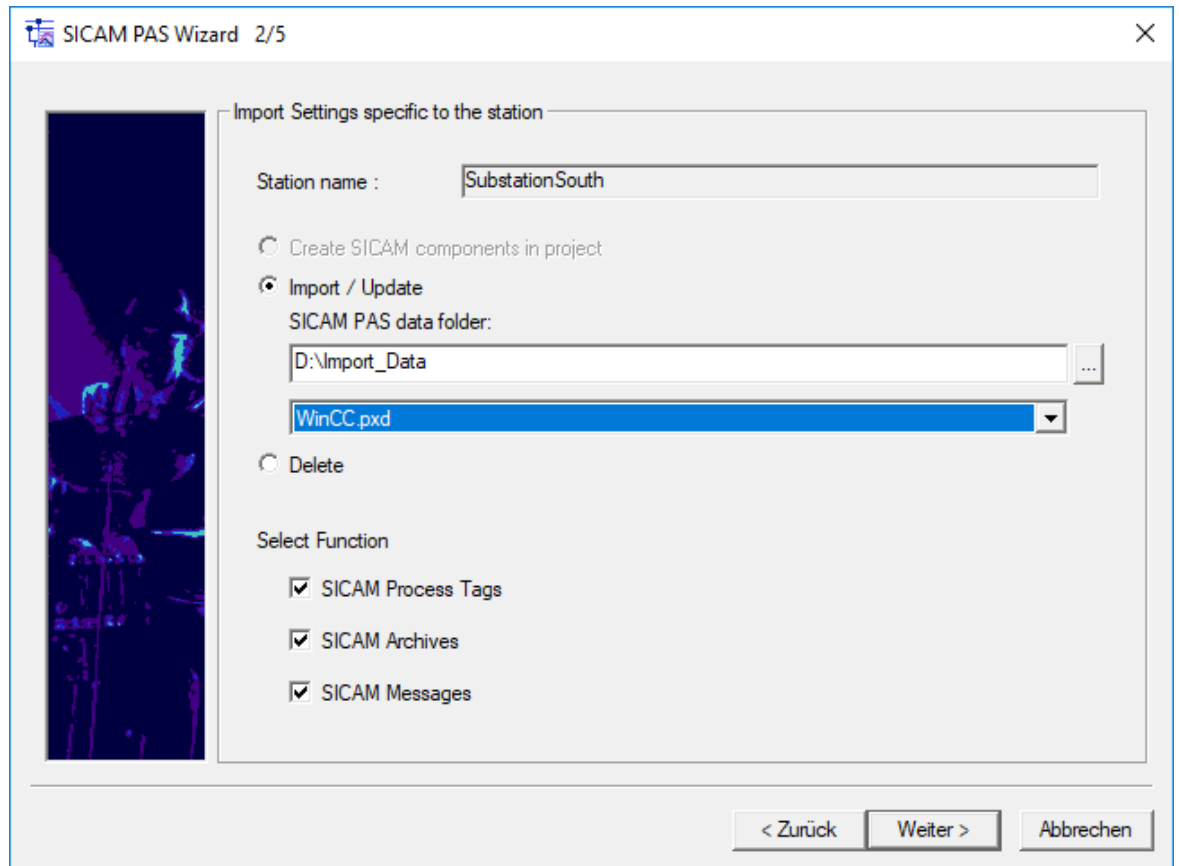 SICAM PAS Wizard 2/5
Import Settings specific to the station
Station name : SubstationSouth
Create SICAM components in project
Import / Update
SICAM PAS data folder:
D:\Import_Data
...
WinCC.pxd
Delete
Select Function
SICAM Process Tags
SICAM Archives
SICAM Messages
< Zurück Weiter > Abbrechen